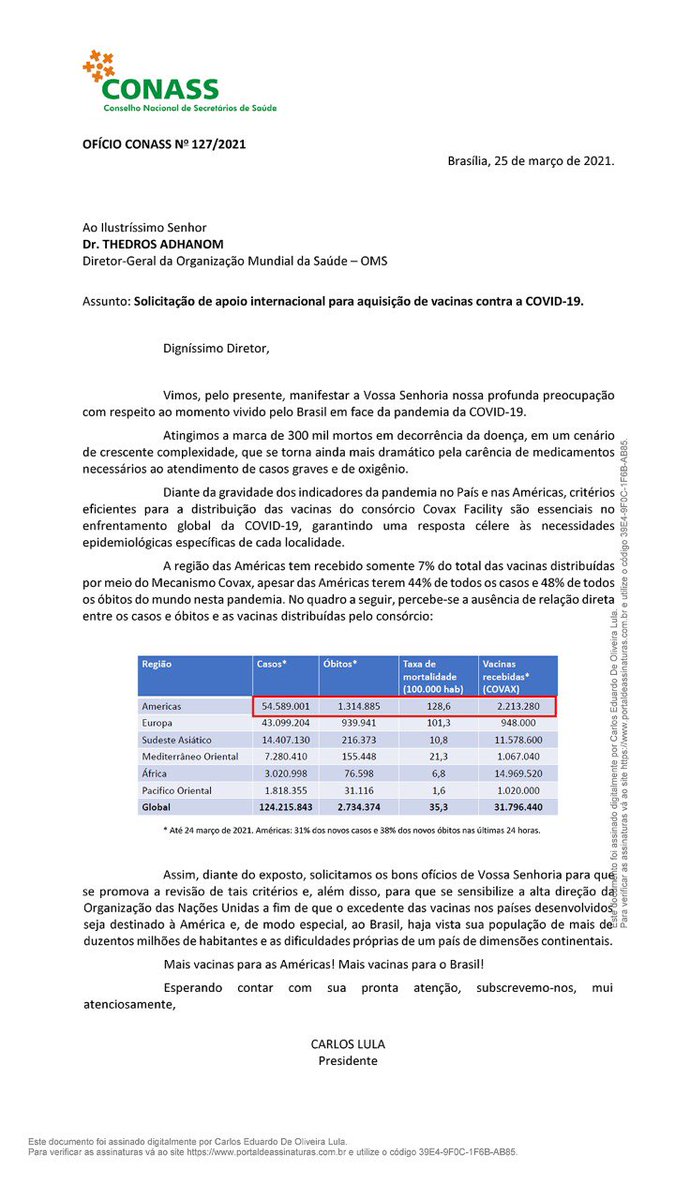 CONASS
Conselho Nacional de Secretários de Saúde
OFÍCIO CONASS Nº 127/2021
Brasília, 25 de março de 2021.
Ao Ilustríssimo Senhor
Dr. THEDROS ADHANOM
Diretor-Geral da Organização Mundial da Saúde – OMS
Assunto: Solicitação de apoio internacional para aquisição de vacinas contra a COVID-19.
Digníssimo Diretor,
Vimos, pelo presente, manifestar a Vossa Senhoria nossa profunda preocupação
com respeito ao momento vivido pelo Brasil em face da pandemia da COVID-19.
Atingimos a marca de 300 mil mortos em decorrência da doença, em um cenário
de crescente complexidade, que se torna ainda mais dramático pela carência de medicamentos
necessários ao atendimento de casos graves e de oxigênio.
Diante da gravidade dos indicadores da pandemia no País e nas Américas, critérios
eficientes para a distribuição das vacinas do consórcio Covax Facility são essenciais no
enfrentamento global da COVID-19, garantindo uma resposta célere às necessidades
epidemiológicas específicas de cada localidade.
A região das Américas tem recebido somente 7% do total das vacinas distribuídas
por meio do Mecanismo Covax, apesar das Américas terem 44% de todos os casos e 48% de todos
os óbitos do mundo nesta pandemia. No quadro a seguir, percebe-se a ausência de relação direta
entre os casos e óbitos e as vacinas distribuídas pelo consórcio:
Região Casos* Óbitos* Taxa de mortalidade (100.000 hab) Vacinas recebidas* (COVAX)
Americas 54.589.001 1.314.885 128,6 2.213.280
Europa 43.099.204 939.941 101,3 948.000
Sudeste Asiático 14.407.130 216.373 10,8 11.578.600
Mediterrâneo Oriental 7.280.410 155.448 21,3 1.067.040
África 3.020.998 76.598 6,8 14.969.520
Pacifico Oriental 1.818.355 31.116 1,6 1.020.000
Global 124.215.843 2.734.374 35,3 31.796.440
* Até 24 março de 2021. Américas: 31% dos novos casos e 38% dos novos óbitos nas últimas 24 horas.
Assim, diante do exposto, solicitamos os bons ofícios de Vossa Senhoria para que
se promova a revisão de tais critérios e, além disso, para que se sensibilize a alta direção da
Organização das Nações Unidas a fim de que o excedente das vacinas nos países desenvolvidos
seja destinado à América e, de modo especial, ao Brasil, haja vista sua população de mais de
duzentos milhões de habitantes e as dificuldades próprias de um país de dimensões continentais.
Mais vacinas para as Américas! Mais vacinas para o Brasil!
Esperando contar com sua pronta atenção, subscrevemo-nos, mui
atenciosamente,
CARLOS LULA
Presidente
Este documento foi assinado digitalmente por Carlos Eduardo De Oliveira Lula.
Para verificar as assinaturas vá ao site https://www.portaldeassinaturas.com.br e utilize o código 39E4-9F0C-1F6B-AB85.
Este documento foi assinado digitalmente por Carlos Eduardo De Oliveira Lula.
Para verificar as assinaturas vá ao site https://www.portaldeassinaturas.com.br e utilize o código 39E4-9F0C-1F6B-AB85.